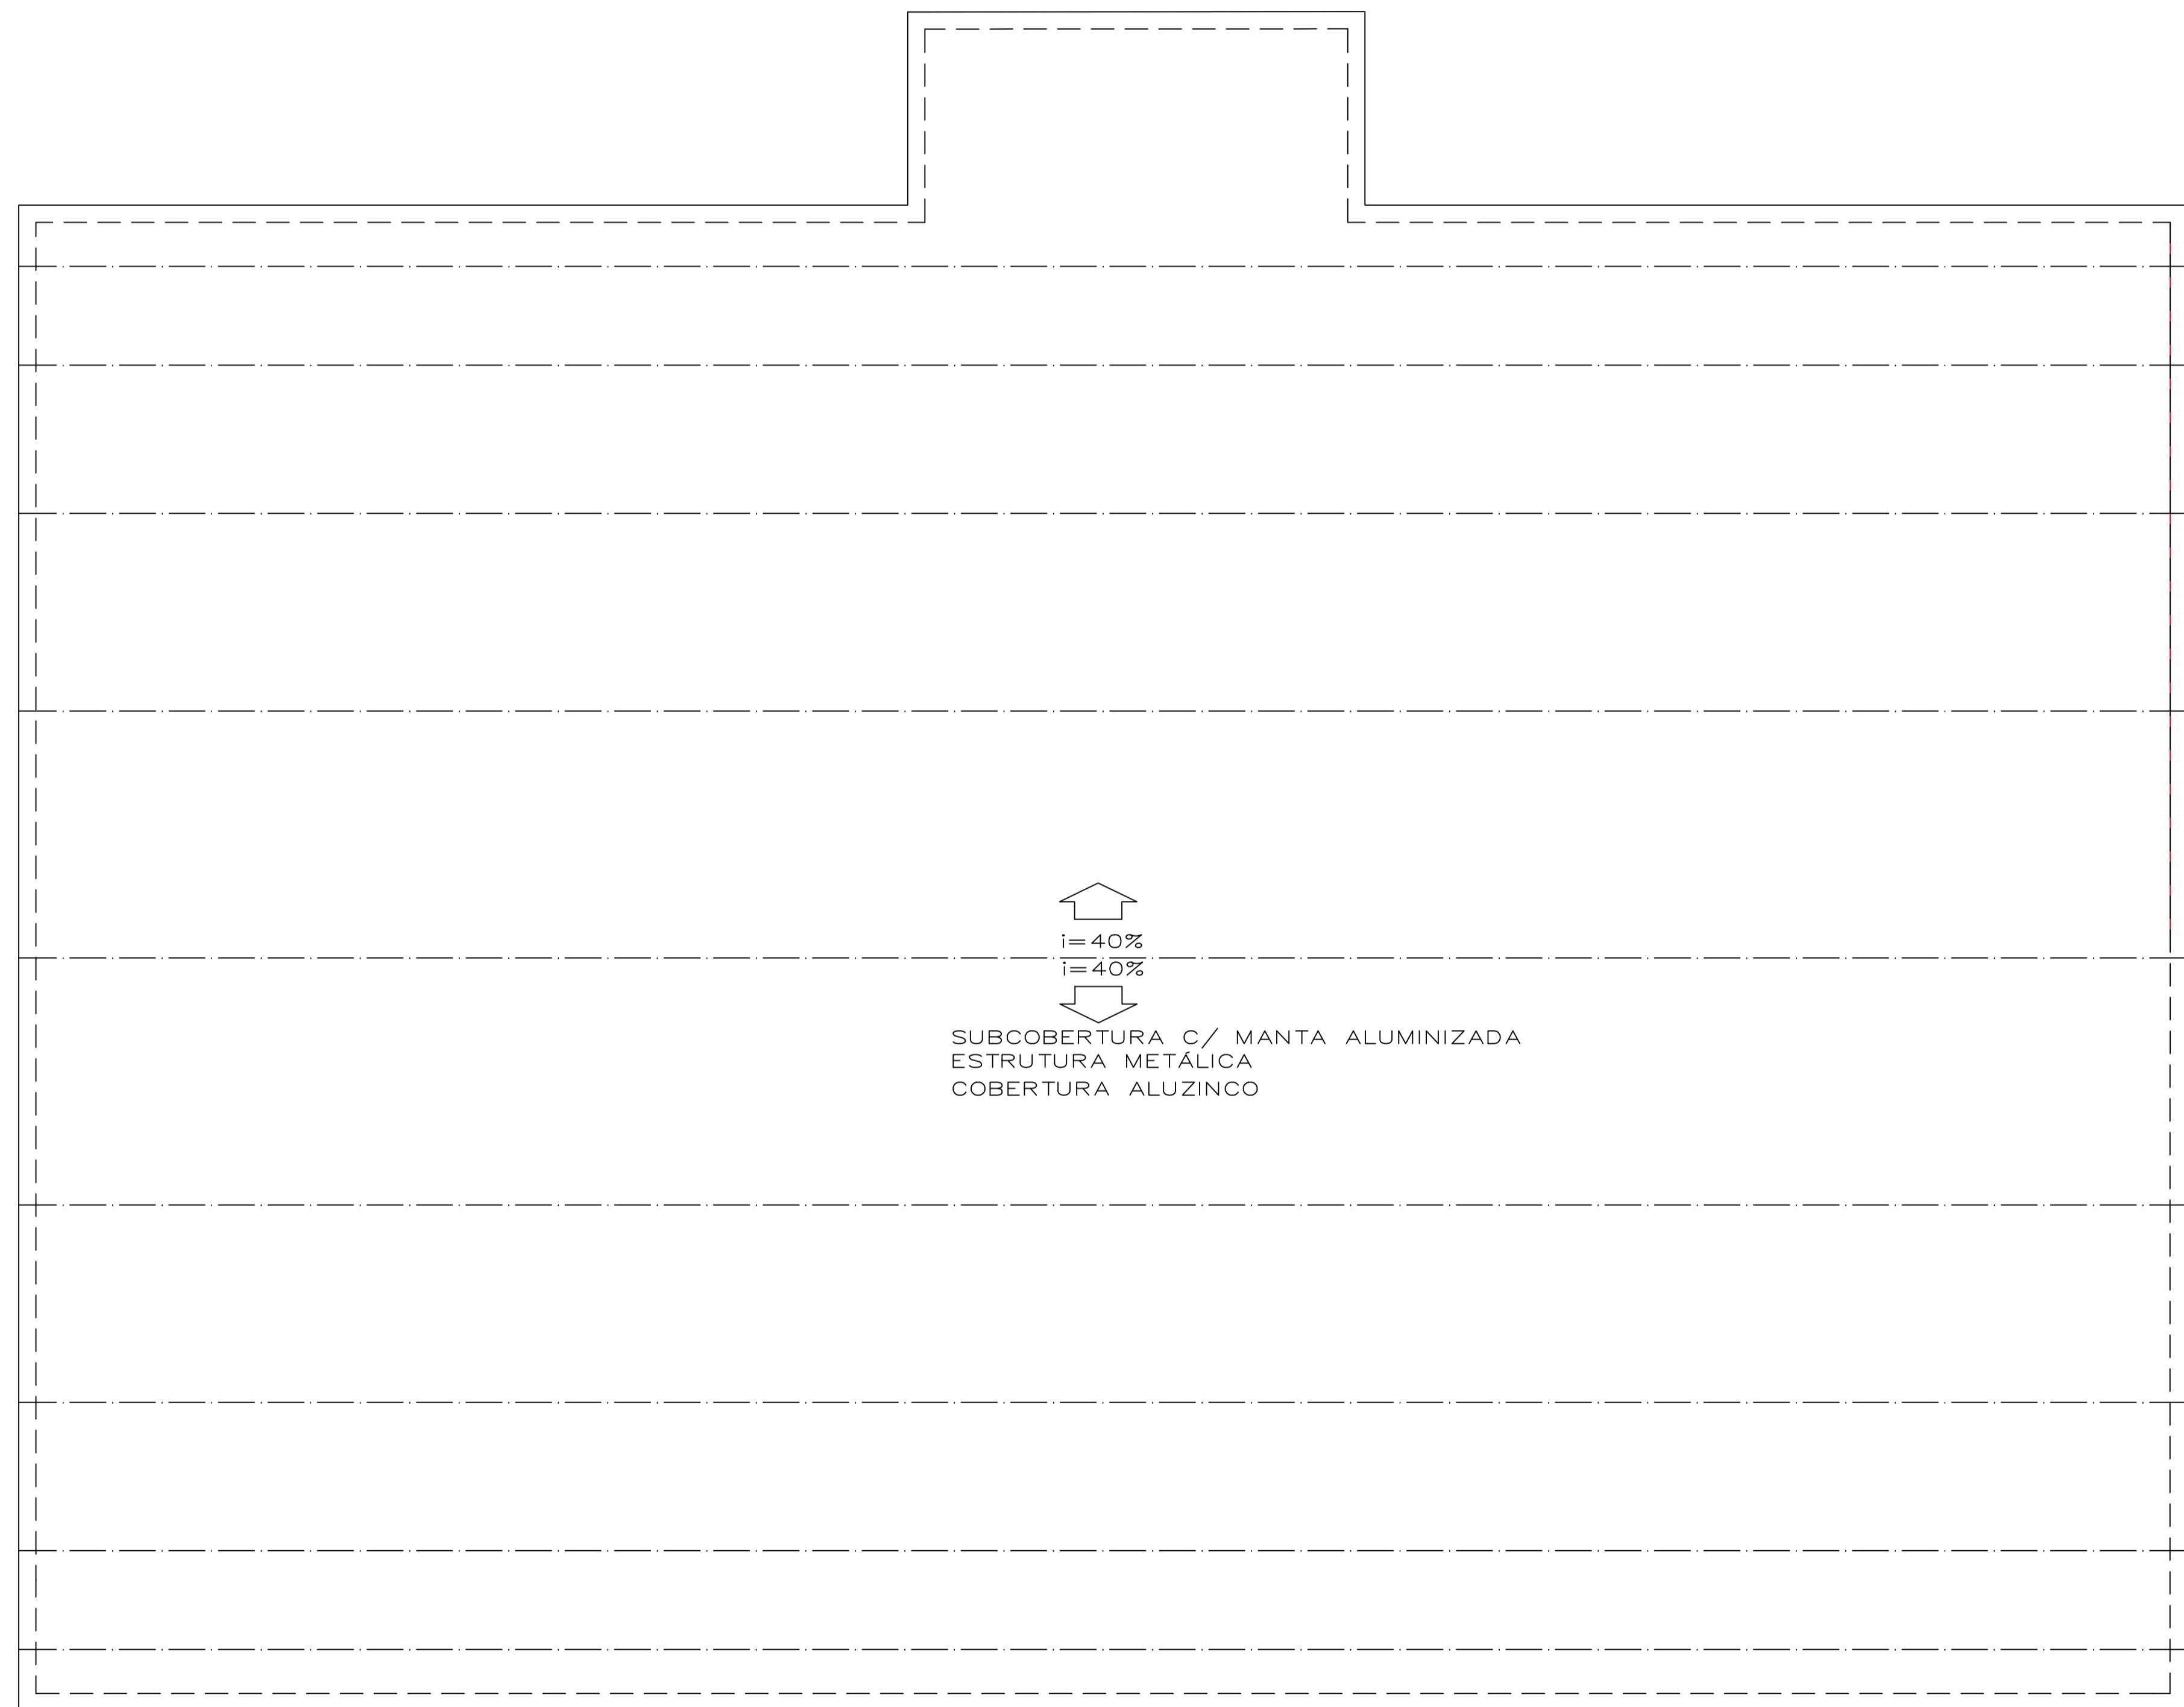 i=40%
i=40%
SUBCOBERTURA C/ MANTA ALUMINIZADA
ESTRUTURA METÁLICA
COBERTURA ALUZINCO